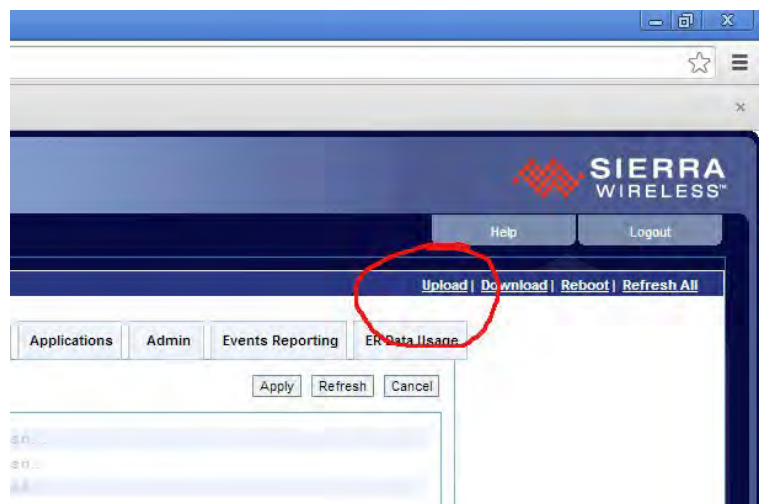 SIERRA
WIRELESS™
Help Logout
Upload | Download | Reboot | Refresh All
Applications Admin Events Reporting ER Data Usage
Apply Refresh Cancel